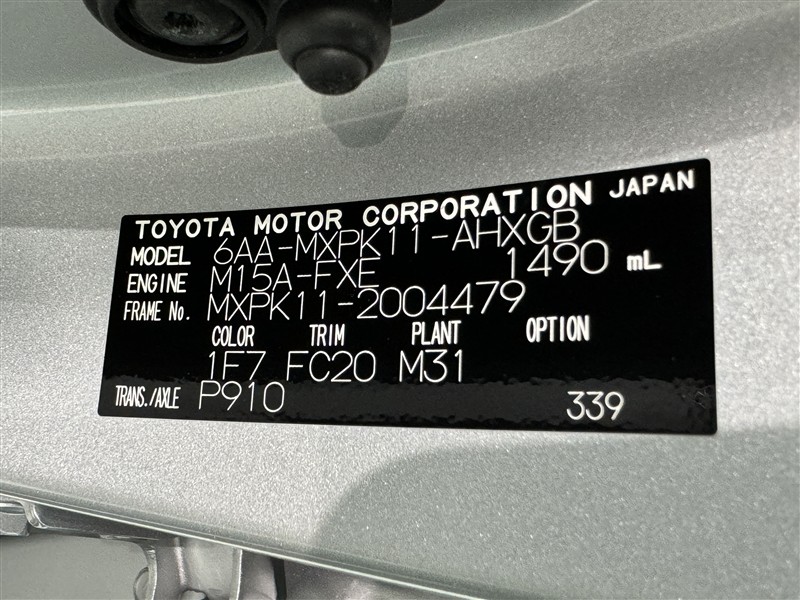 TOYOTA MOTOR CORPORATION JAPAN
MODEL 6AA-MXPK11-AHXGB
ENGINE M15A-FXE 1490 mL
FRAME No. MXPK11-2004479
COLOR TRIM PLANT OPTION
1F7 FC20 M31
TRANS./AXLE P910 339